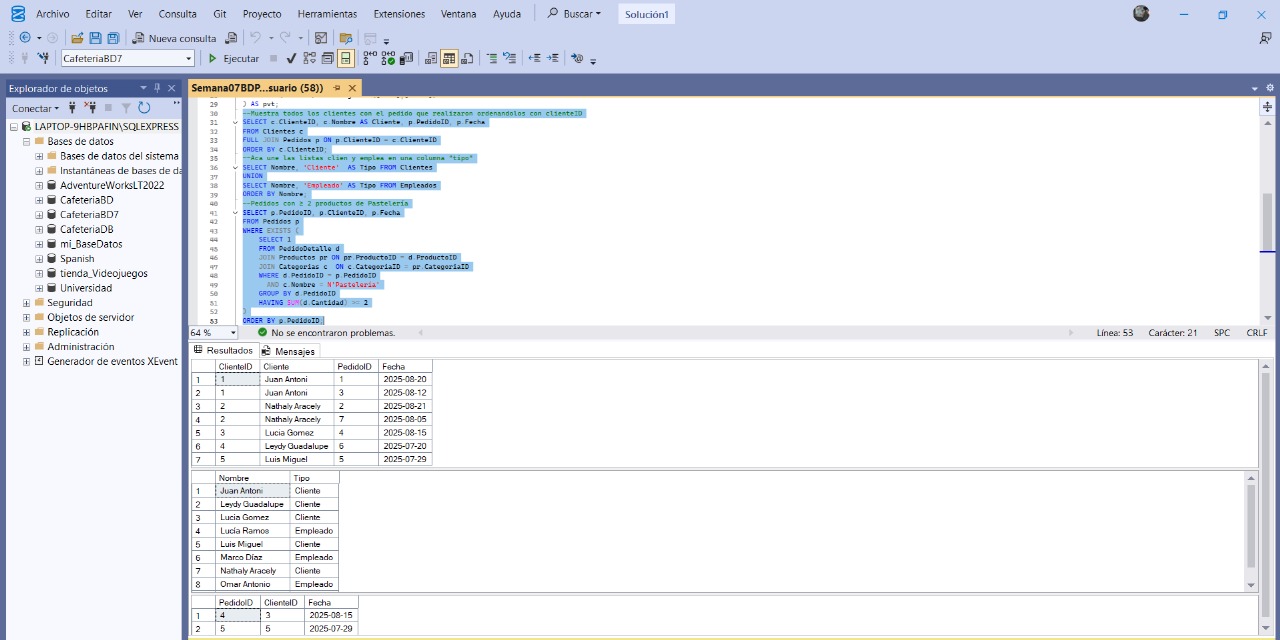 Archivo Editar Ver Consulta Git Proyecto Herramientas Extensiones Ventana Ayuda Buscar Solución1
Nueva consulta
CafeteriaBD7 Ejecutar
Explorador de objetos
Semana07BDP...suario (58))
Conectar
LAPTOP-9HBPAFIN\SQLEXPRESS
Bases de datos
Bases de datos del sistema
Instantáneas de bases de da
AdventureWorksLT2022
CafeteriaBD
CafeteriaBD7
CafeteriaDB
mi_BaseDatos
Spanish
tienda_Videojuegos
Universidad
Seguridad
Objetos de servidor
Replicación
Administración
Generador de eventos XEvent
29 ) AS pvt;
30 --Muestra todos los clientes con el pedido que realizaron ordenandolos con clienteID
31 SELECT c.ClienteID, c.Nombre AS Cliente, p.PedidoID, p.Fecha
32 FROM Clientes c
33 FULL JOIN Pedidos p ON p.ClienteID = c.ClienteID
34 ORDER BY c.ClienteID;
35 --Aca une las listas clien y emplea en una columna "tipo"
36 SELECT Nombre, 'Cliente' AS Tipo FROM Clientes
37 UNION
38 SELECT Nombre, 'Empleado' AS Tipo FROM Empleados
39 ORDER BY Nombre;
40 --Pedidos con ≥ 2 productos de Pastelería
41 SELECT p.PedidoID, p.ClienteID, p.Fecha
42 FROM Pedidos p
43 WHERE EXISTS (
44 SELECT 1
45 FROM PedidoDetalle d
46 JOIN Productos pr ON pr.ProductoID = d.ProductoID
47 JOIN Categorias c ON c.CategoriaID = pr.CategoriaID
48 WHERE d.PedidoID = p.PedidoID
49 AND c.Nombre = N'Pastelería'
50 GROUP BY d.PedidoID
51 HAVING SUM(d.Cantidad) >= 2
52 )
53 ORDER BY p.PedidoID;
64 % No se encontraron problemas. Línea: 53 Carácter: 21 SPC CRLF
Resultados Mensajes
ClienteID Cliente PedidoID Fecha
1 1 Juan Antoni 1 2025-08-20
2 1 Juan Antoni 3 2025-08-12
3 2 Nathaly Aracely 2 2025-08-21
4 2 Nathaly Aracely 7 2025-08-05
5 3 Lucia Gomez 4 2025-08-15
6 4 Leydy Guadalupe 6 2025-07-20
7 5 Luis Miguel 5 2025-07-29
Nombre Tipo
1 Juan Antoni Cliente
2 Leydy Guadalupe Cliente
3 Lucia Gomez Cliente
4 Lucía Ramos Empleado
5 Luis Miguel Cliente
6 Marco Díaz Empleado
7 Nathaly Aracely Cliente
8 Omar Antonio Empleado
PedidoID ClienteID Fecha
1 4 3 2025-08-15
2 5 5 2025-07-29